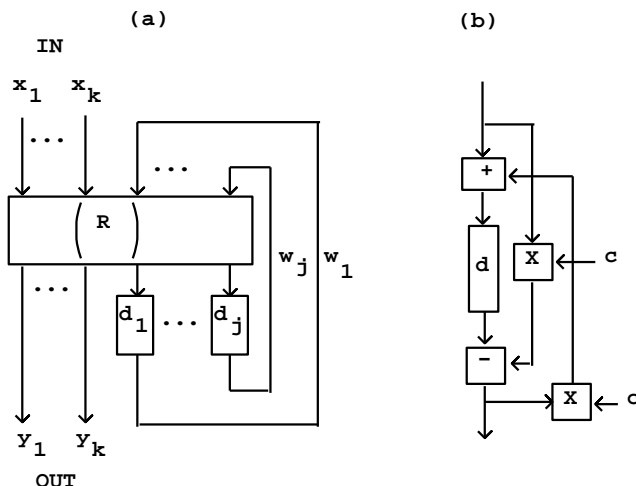 (a) (b)
IN
x1 xk
... 
...
+
( R )
d X c
... wj w1
d1 ... dj
-
X c
y1 yk
OUT